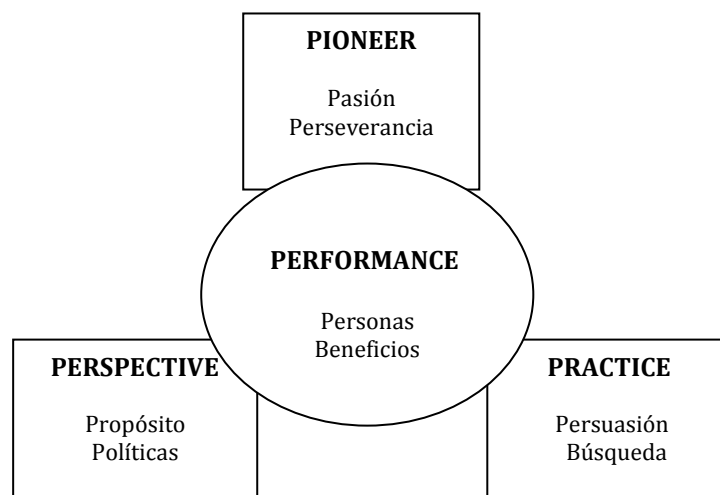 PIONEER
Pasión
Perseverancia
PERFORMANCE
Personas
Beneficios
PERSPECTIVE
Propósito
Políticas
PRACTICE
Persuasión
Búsqueda